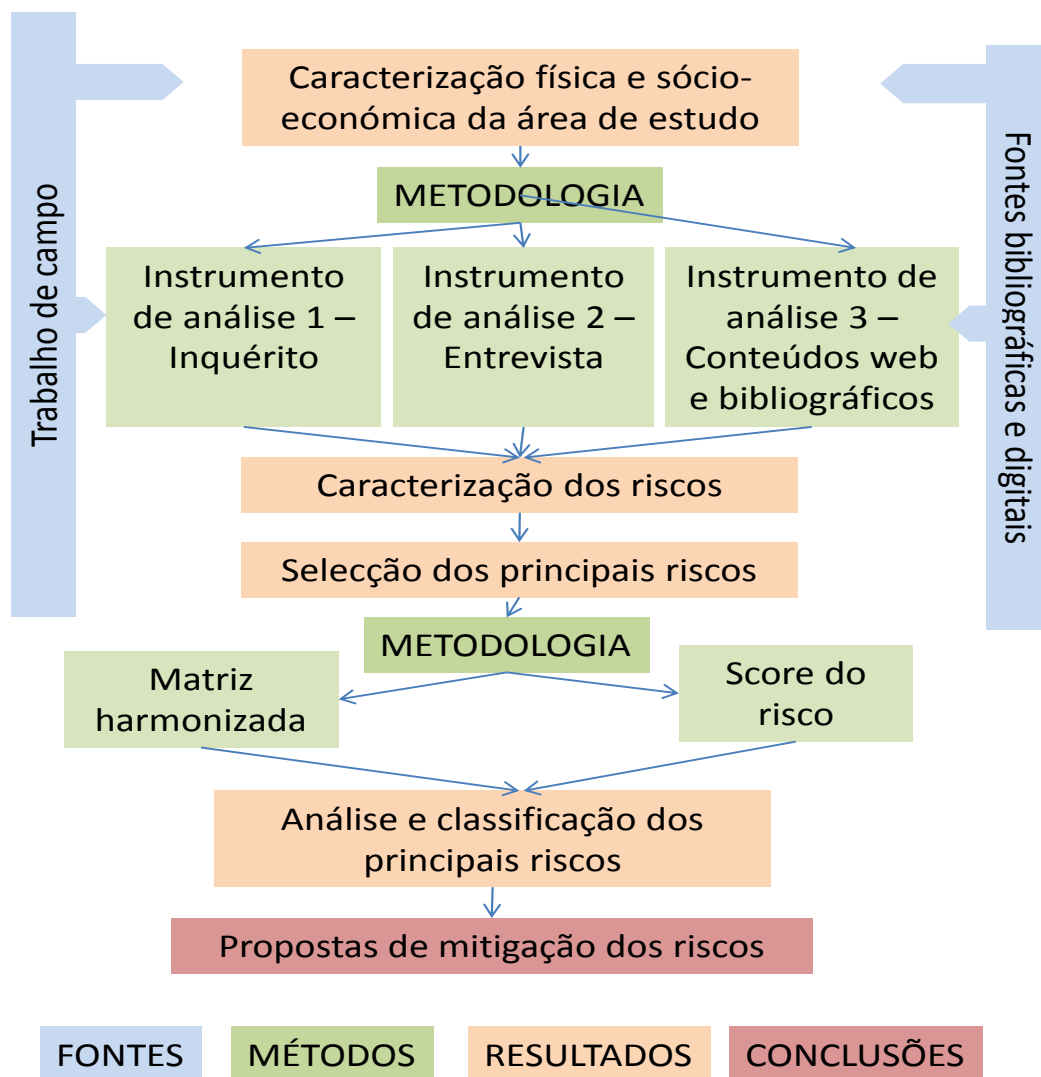 Caracterização física e sócio-
económica da área de estudo
METODOLOGIA
Trabalho de campo
Fontes bibliográficas e digitais
Instrumento
de análise 1 –
Inquérito
Instrumento
de análise 2 –
Entrevista
Instrumento de
análise 3 –
Conteúdos web
e bibliográficos
Caracterização dos riscos
Selecção dos principais riscos
METODOLOGIA
Matriz
harmonizada
Score do
risco
Análise e classificação dos
principais riscos
Propostas de mitigação dos riscos
FONTES
MÉTODOS
RESULTADOS
CONCLUSÕES